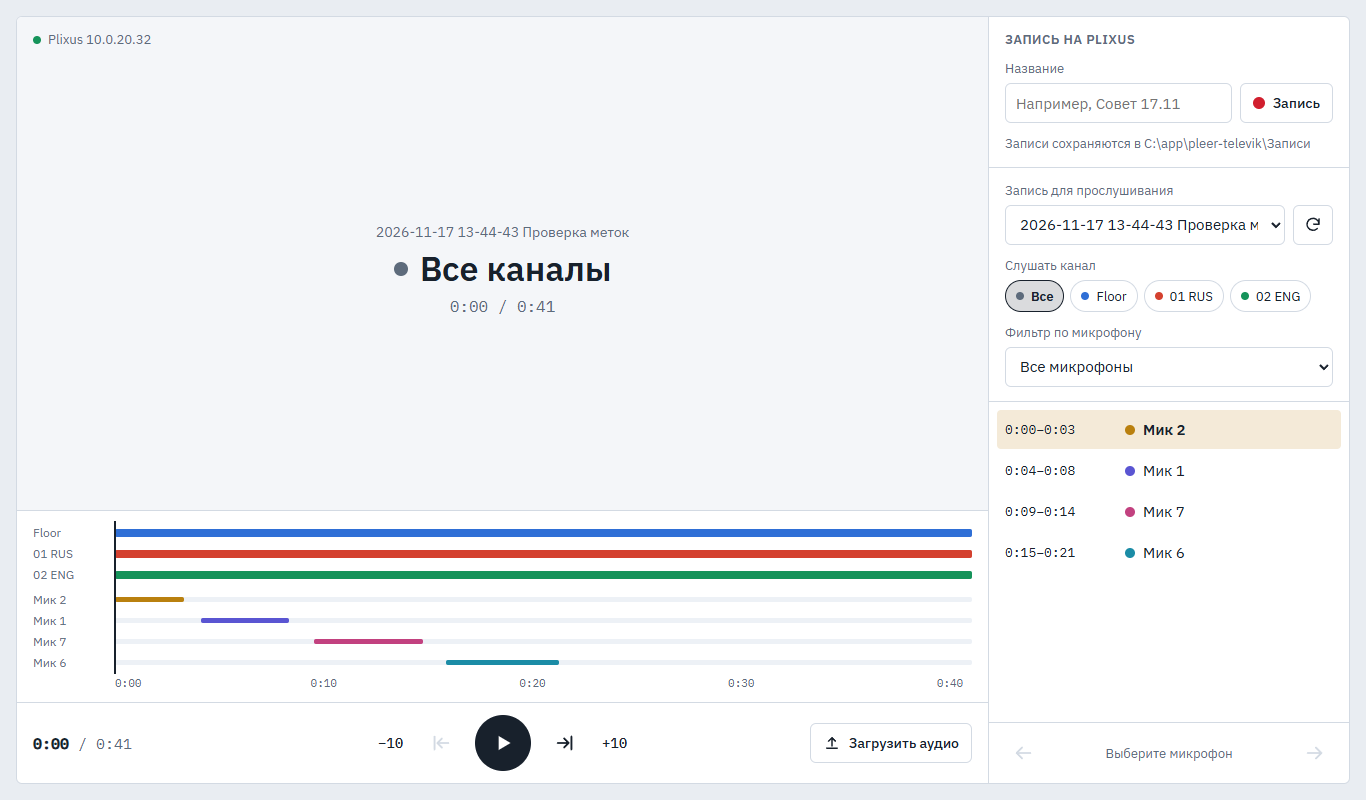 Plixus 10.0.20.32
2026-11-17 13-44-43 Проверка меток
Все каналы
0:00 / 0:41
Floor
01 RUS
02 ENG
Мик 2
Мик 1
Мик 7
Мик 6
0:00 0:10 0:20 0:30 0:40
0:00 / 0:41
−10
+10
Загрузить аудио
ЗАПИСЬ НА PLIXUS
Название
Например, Совет 17.11
Запись
Записи сохраняются в C:\app\pleer-televik\Записи
Запись для прослушивания
2026-11-17 13-44-43 Проверка м
Слушать канал
Все Floor 01 RUS 02 ENG
Фильтр по микрофону
Все микрофоны
0:00–0:03 Мик 2
0:04–0:08 Мик 1
0:09–0:14 Мик 7
0:15–0:21 Мик 6
Выберите микрофон